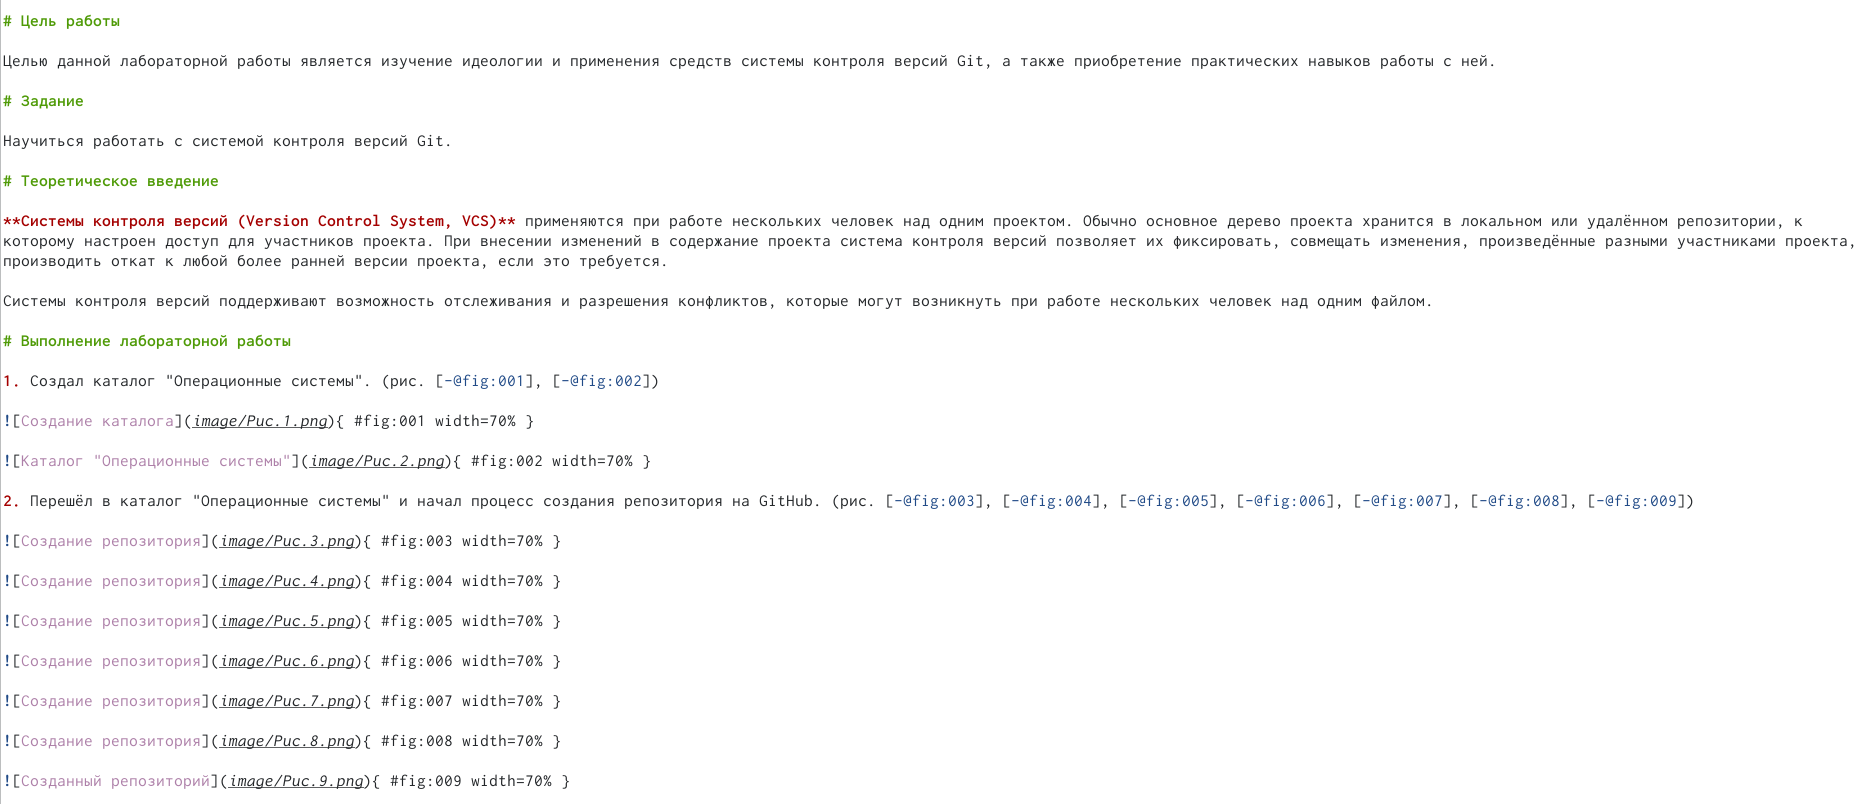 # Цель работы
Целью данной лабораторной работы является изучение идеологии и применения средств системы контроля версий Git, а также приобретение практических навыков работы с ней.
# Задание
Научиться работать с системой контроля версий Git.
# Теоретическое введение
**Системы контроля версий (Version Control System, VCS)** применяются при работе нескольких человек над одним проектом. Обычно основное дерево проекта хранится в локальном или удалённом репозитории, к
которому настроен доступ для участников проекта. При внесении изменений в содержание проекта система контроля версий позволяет их фиксировать, совмещать изменения, произведённые разными участниками проекта,
производить откат к любой более ранней версии проекта, если это требуется.
Системы контроля версий поддерживают возможность отслеживания и разрешения конфликтов, которые могут возникнуть при работе нескольких человек над одним файлом.
# Выполнение лабораторной работы
1. Создал каталог "Операционные системы". (рис. [-@fig:001], [-@fig:002])
![Создание каталога](image/Рис.1.png){ #fig:001 width=70% }
![Каталог "Операционные системы"](image/Рис.2.png){ #fig:002 width=70% }
2. Перешёл в каталог "Операционные системы" и начал процесс создания репозитория на GitHub. (рис. [-@fig:003], [-@fig:004], [-@fig:005], [-@fig:006], [-@fig:007], [-@fig:008], [-@fig:009])
![Создание репозитория](image/Рис.3.png){ #fig:003 width=70% }
![Создание репозитория](image/Рис.4.png){ #fig:004 width=70% }
![Создание репозитория](image/Рис.5.png){ #fig:005 width=70% }
![Создание репозитория](image/Рис.6.png){ #fig:006 width=70% }
![Создание репозитория](image/Рис.7.png){ #fig:007 width=70% }
![Создание репозитория](image/Рис.8.png){ #fig:008 width=70% }
![Созданный репозиторий](image/Рис.9.png){ #fig:009 width=70% }